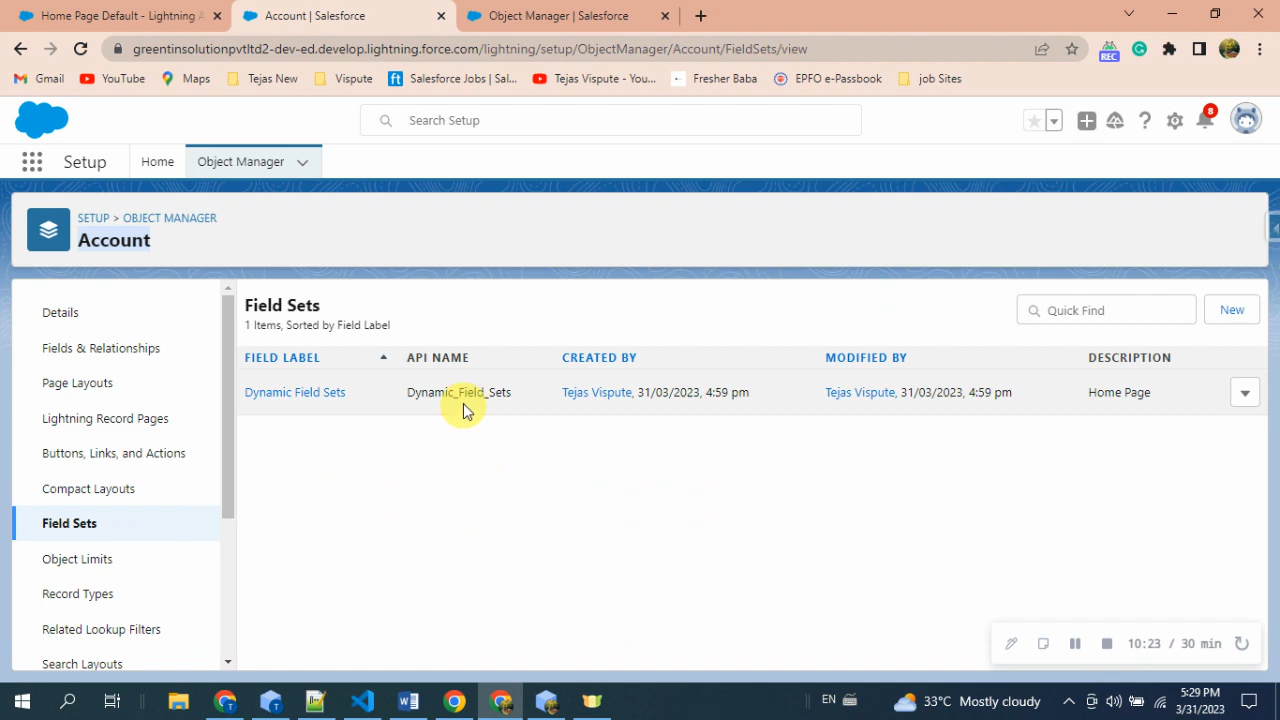 Home Page Default - Lightning A
Account | Salesforce
Object Manager | Salesforce
greentinsolutionpvtltd2-dev-ed.develop.lightning.force.com/lightning/setup/ObjectManager/Account/FieldSets/view
REC
Gmail
YouTube
Maps
Tejas New
Vispute
ft
Salesforce Jobs | Sal...
Tejas Vispute - You...
Fresher Baba
EPFO e-Passbook
job Sites
Search Setup
8
Setup
Home
Object Manager
SETUP > OBJECT MANAGER
Account
Details
Fields & Relationships
Page Layouts
Lightning Record Pages
Buttons, Links, and Actions
Compact Layouts
Field Sets
Object Limits
Record Types
Related Lookup Filters
Search Layouts
Field Sets
1 Items, Sorted by Field Label
Quick Find
New
FIELD LABEL
API NAME
CREATED BY
MODIFIED BY
DESCRIPTION
Dynamic Field Sets
Dynamic_Field_Sets
Tejas Vispute, 31/03/2023, 4:59 pm
Tejas Vispute, 31/03/2023, 4:59 pm
Home Page
10:23 / 30 min
EN
33°C Mostly cloudy
5:29 PM
3/31/2023